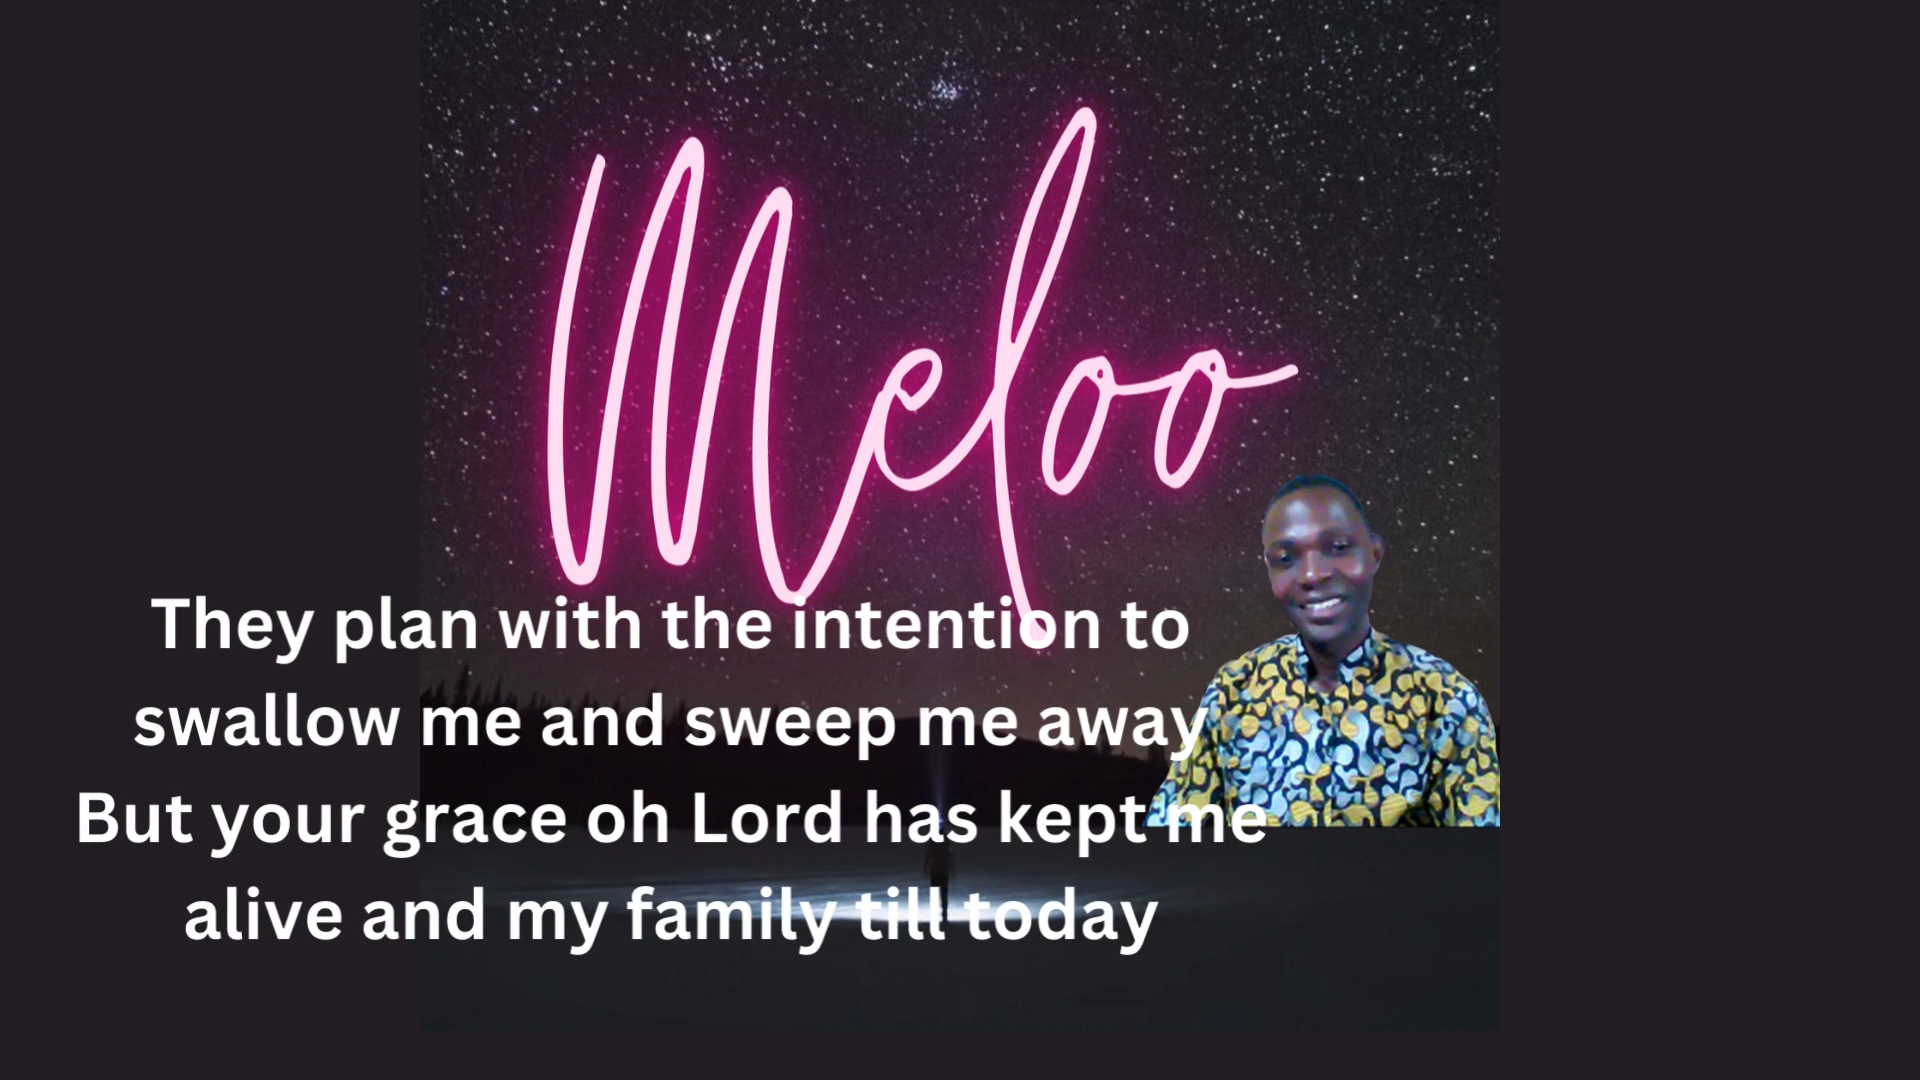 Meloo
They plan with the intention to
swallow me and sweep me away
But your grace oh Lord has kept me
alive and my family till today